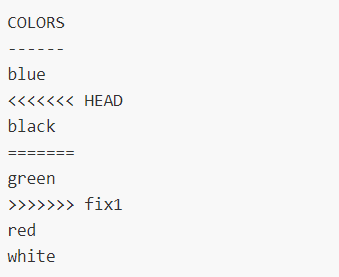 COLORS
------
blue
<<<<<<< HEAD
black
=======
green
>>>>>>> fix1
red
white